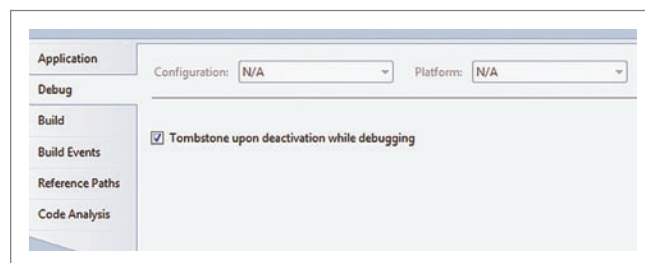 Application
Configuration: N/A Platform: N/A
Debug
Build
Tombstone upon deactivation while debugging
Build Events
Reference Paths
Code Analysis